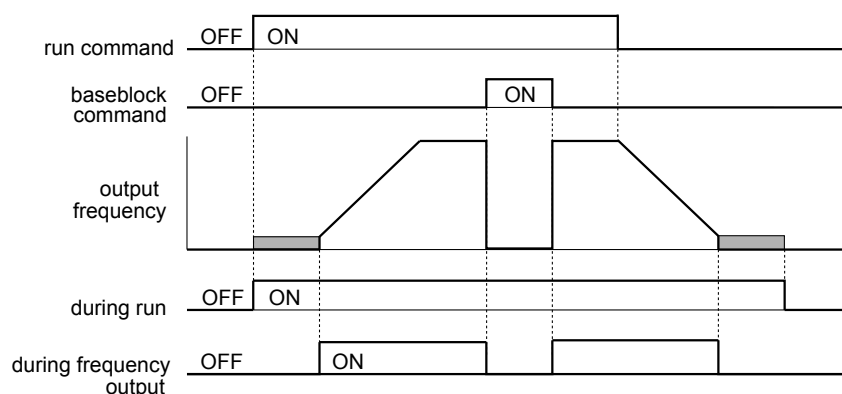 run command OFF ON
baseblock
command OFF ON
output
frequency
during run OFF ON
during frequency
output OFF ON